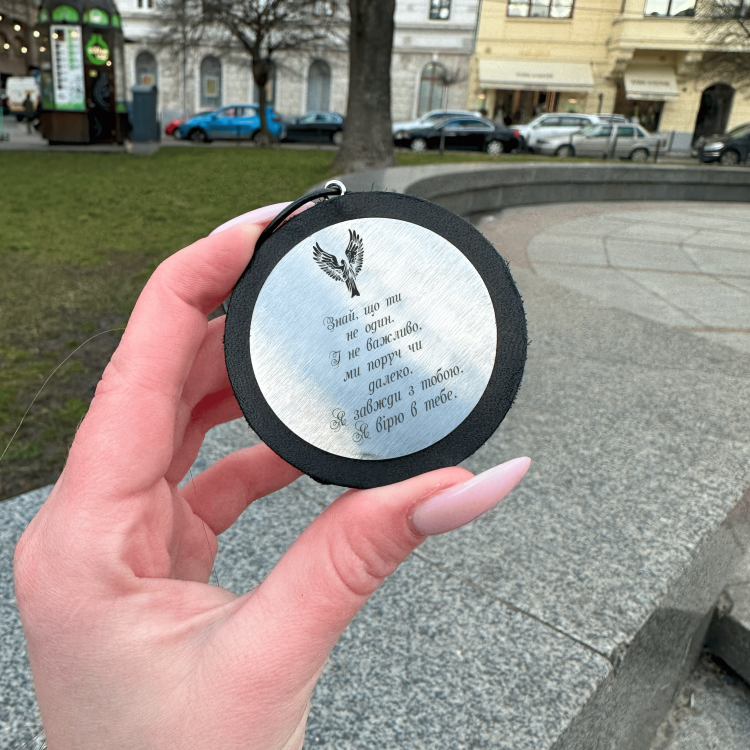 Знай, що ти
не один.
І не важливо,
ми поруч чи
далеко.
Я завжди з тобою.
Я вірю в тебе.